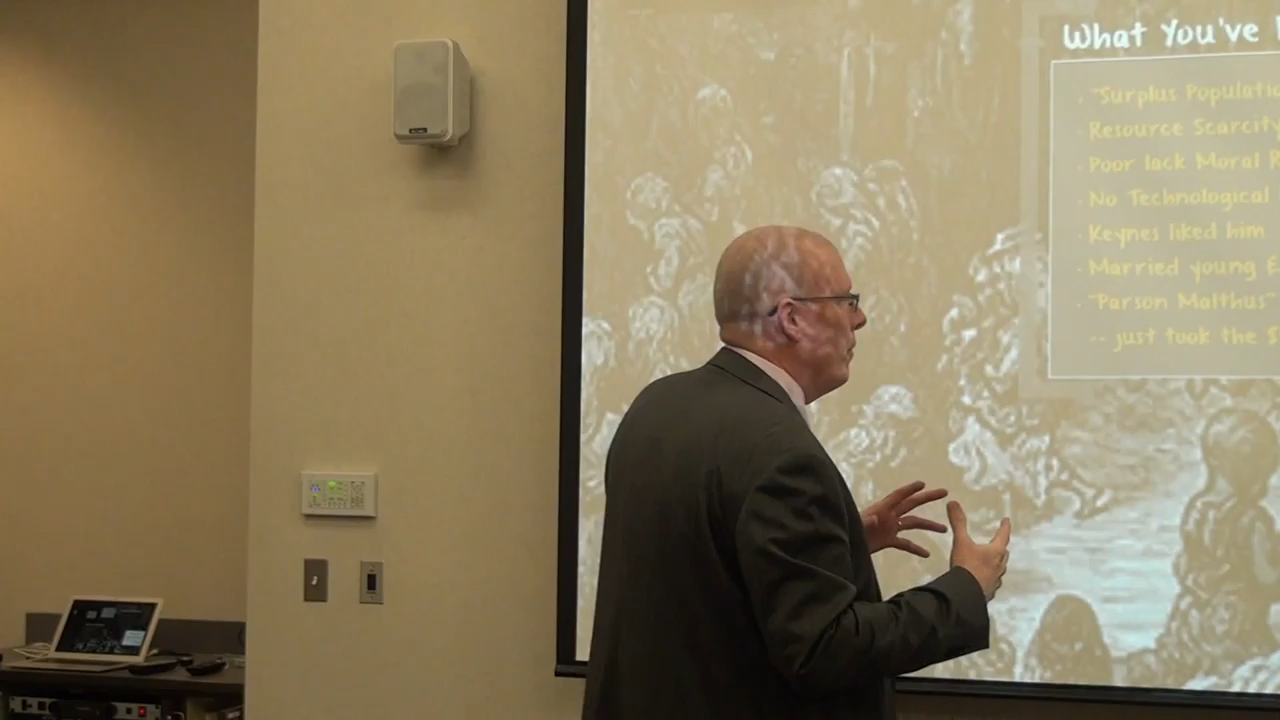 What You've
"Surplus Populatio
Resource Scarcity
Poor lack Moral R
No Technological
Keynes liked him
Married young &
"Parson Malthus"
-- just took the $